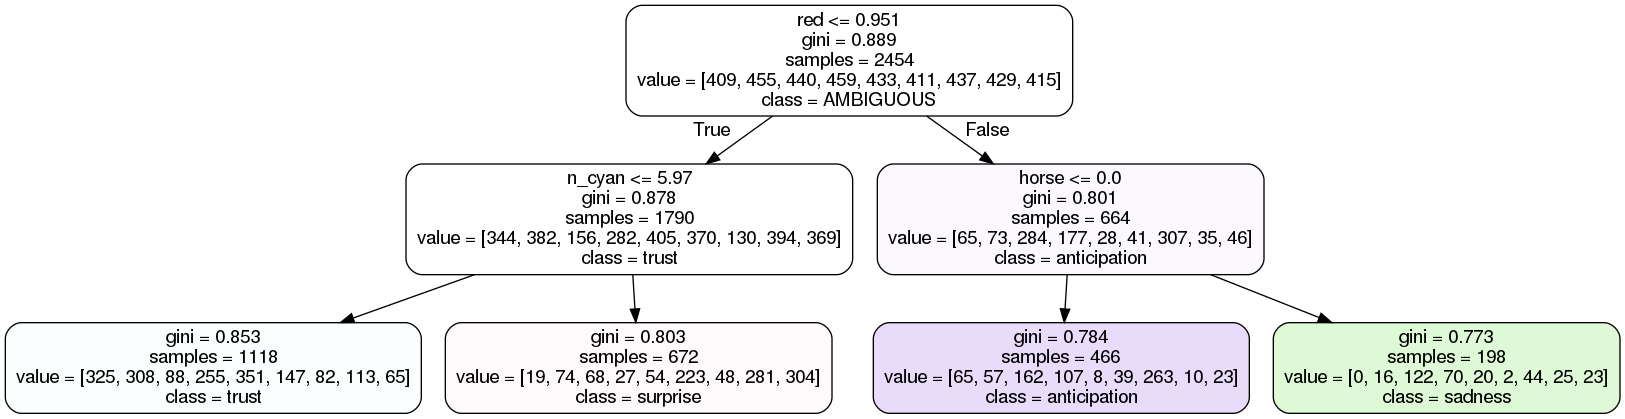 red <= 0.951
gini = 0.889
samples = 2454
value = [409, 455, 440, 459, 433, 411, 437, 429, 415]
class = AMBIGUOUS
True
False
n_cyan <= 5.97
gini = 0.878
samples = 1790
value = [344, 382, 156, 282, 405, 370, 130, 394, 369]
class = trust
horse <= 0.0
gini = 0.801
samples = 664
value = [65, 73, 284, 177, 28, 41, 307, 35, 46]
class = anticipation
gini = 0.853
samples = 1118
value = [325, 308, 88, 255, 351, 147, 82, 113, 65]
class = trust
gini = 0.803
samples = 672
value = [19, 74, 68, 27, 54, 223, 48, 281, 304]
class = surprise
gini = 0.784
samples = 466
value = [65, 57, 162, 107, 8, 39, 263, 10, 23]
class = anticipation
gini = 0.773
samples = 198
value = [0, 16, 122, 70, 20, 2, 44, 25, 23]
class = sadness